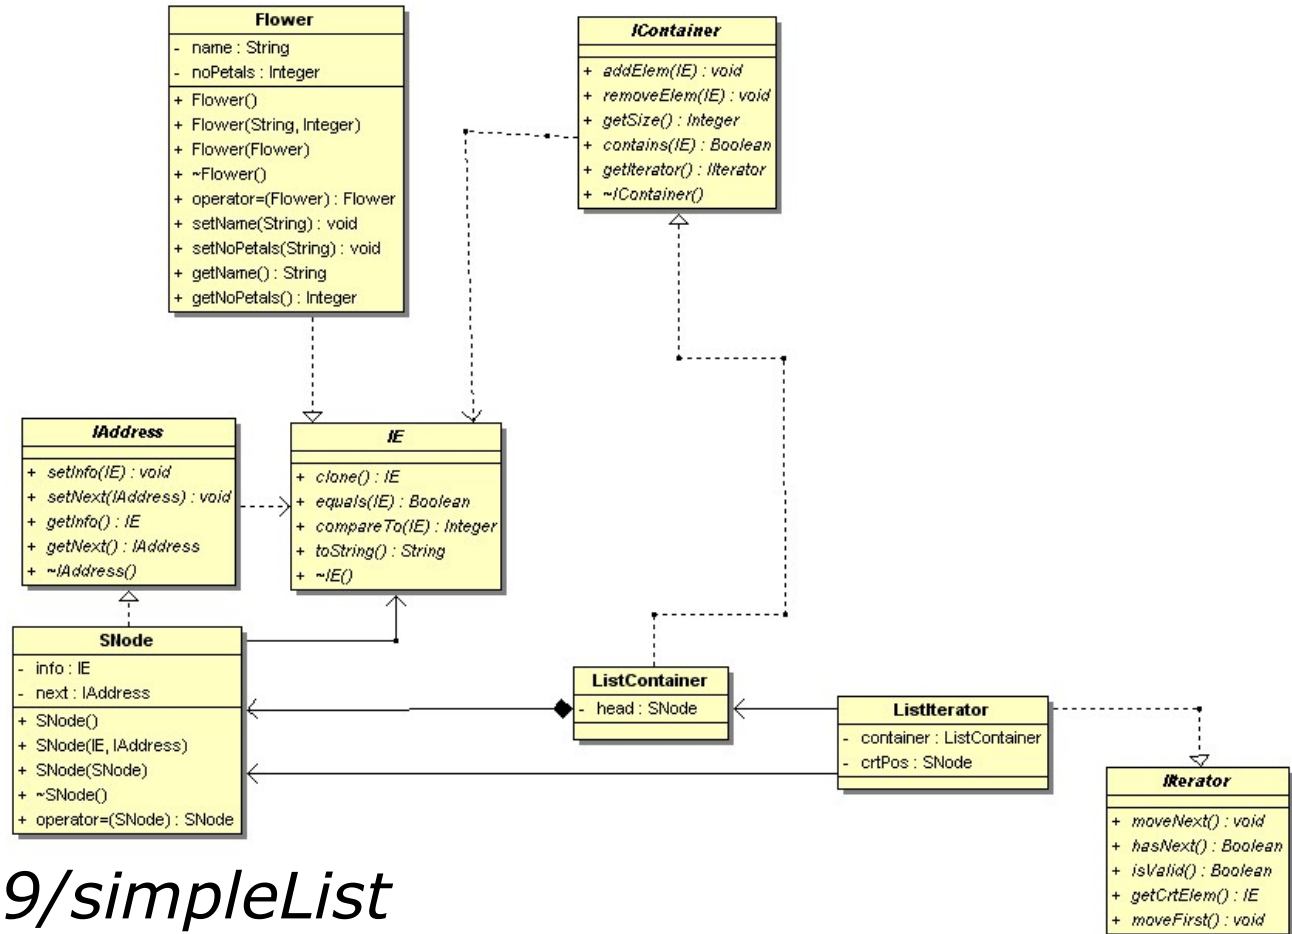 Flower
- name : String
- noPetals : Integer
+ Flower()
+ Flower(String, Integer)
+ Flower(Flower)
+ ~Flower()
+ operator=(Flower) : Flower
+ setName(String) : void
+ setNoPetals(String) : void
+ getName() : String
+ getNoPetals() : Integer
IContainer
+ addElem(IE) : void
+ removeElem(IE) : void
+ getSize() : Integer
+ contains(IE) : Boolean
+ getIterator() : IIterator
+ ~IContainer()
IAddress
+ setInfo(IE) : void
+ setNext(IAddress) : void
+ getInfo() : IE
+ getNext() : IAddress
+ ~IAddress()
IE
+ clone() : IE
+ equals(IE) : Boolean
+ compareTo(IE) : Integer
+ toString() : String
+ ~IE()
SNode
- info : IE
- next : IAddress
+ SNode()
+ SNode(IE, IAddress)
+ SNode(SNode)
+ ~SNode()
+ operator=(SNode) : SNode
ListContainer
- head : SNode
ListIterator
- container : ListContainer
- crtPos : SNode
IIterator
+ moveNext() : void
+ hasNext() : Boolean
+ isValid() : Boolean
+ getCrtElem() : IE
+ moveFirst() : void
9/simpleList